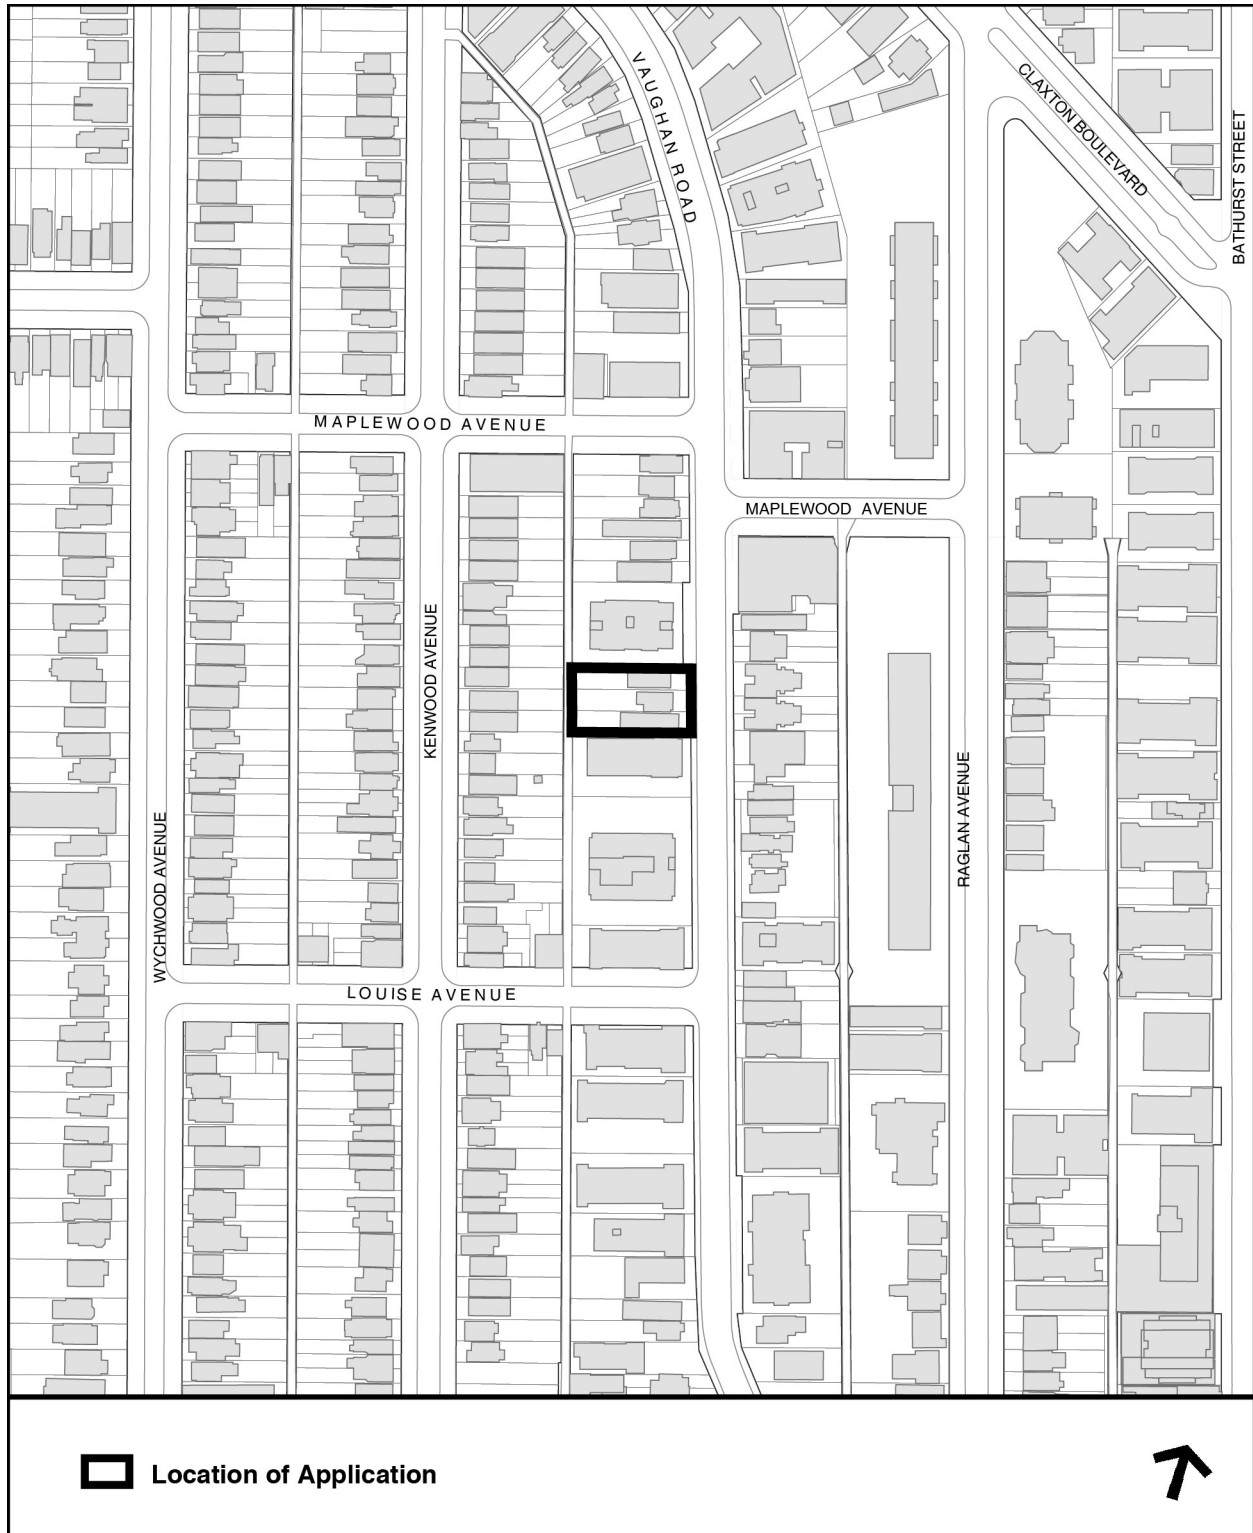 VAUGHAN ROAD
CLAXTON BOULEVARD
BATHURST STREET
MAPLEWOOD AVENUE
MAPLEWOOD AVENUE
KENWOOD AVENUE
WYCHWOOD AVENUE
RAGLAN AVENUE
LOUISE AVENUE
Location of Application